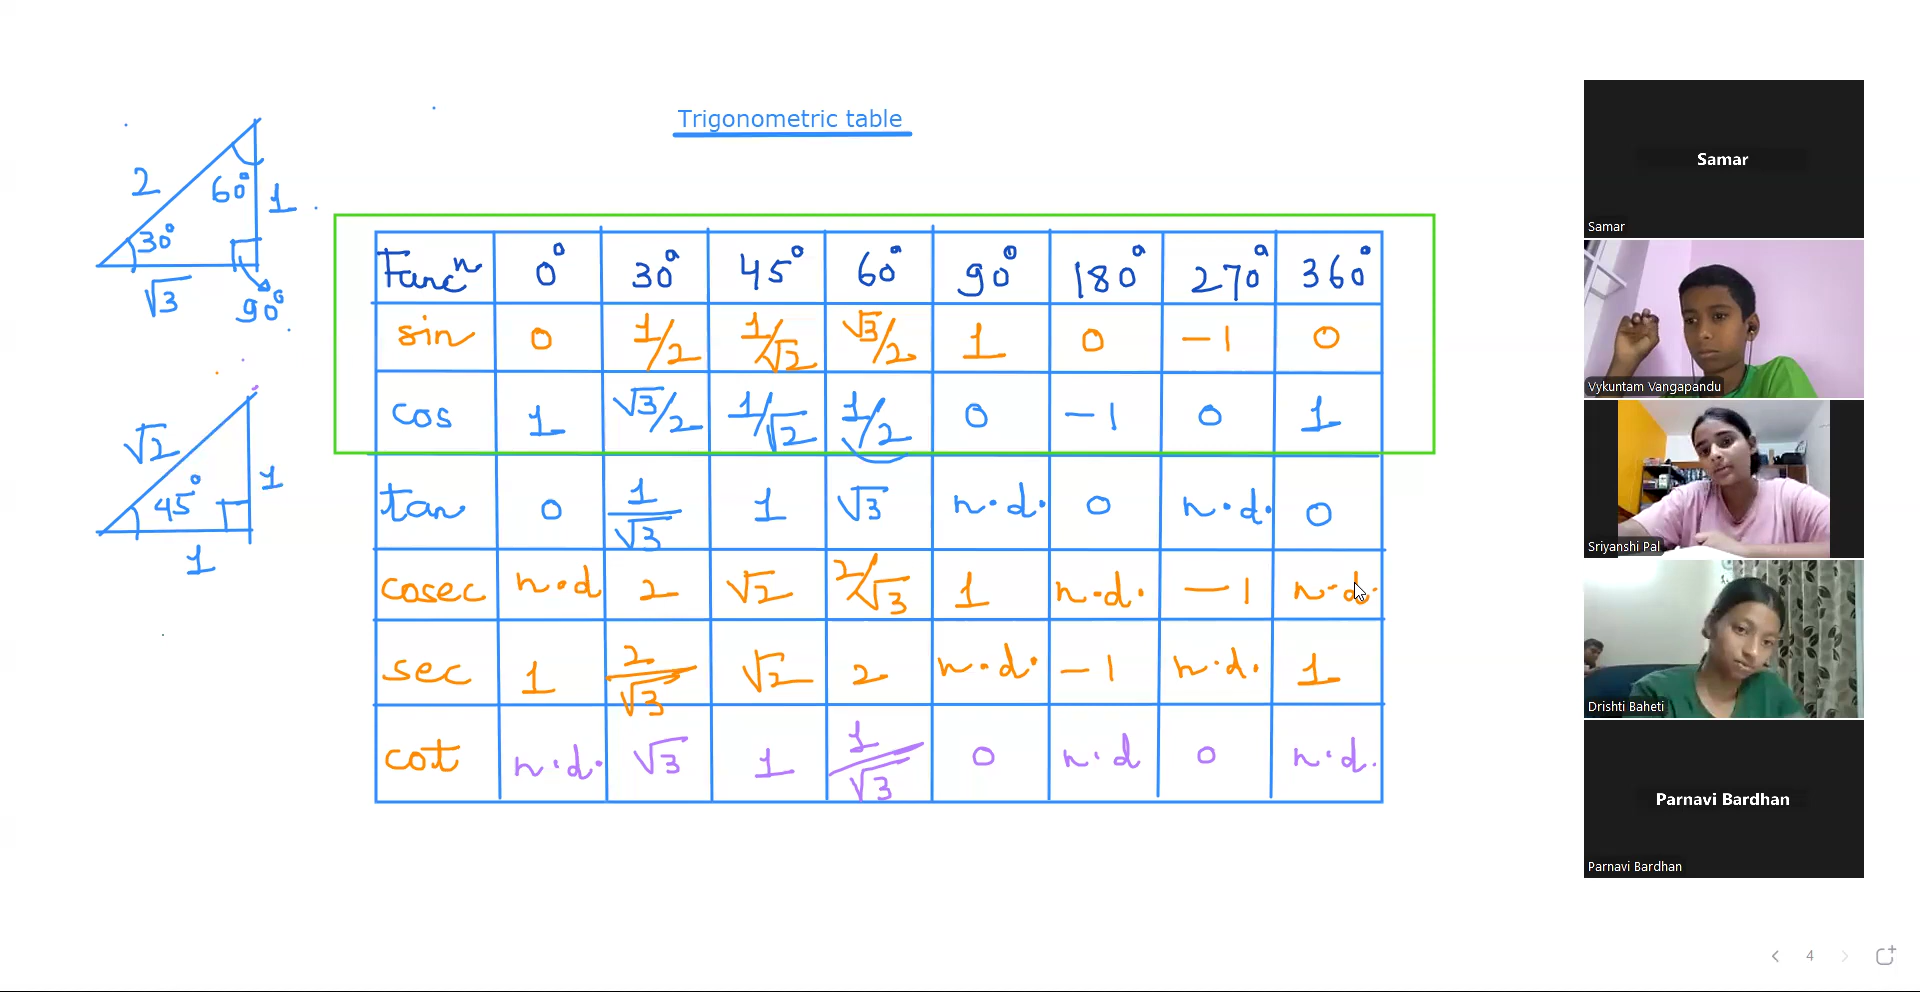 Trigonometric table
2
60°
1
30°
√3
90°
√2
45°
1
1
Funcⁿ 0° 30° 45° 60° 90° 180° 270° 360°
sin 0 1/2 1/√2 √3/2 1 0 -1 0
cos 1 √3/2 1/√2 1/2 0 -1 0 1
tan 0 1/√3 1 √3 n.d. 0 n.d. 0
cosec n.d 2 √2 2/√3 1 n.d. -1 n.d.
sec 1 2/√3 √2 2 n.d. -1 n.d. 1
cot n.d. √3 1 1/√3 0 n.d 0 n.d.
Samar
Samar
Vykuntam Vangapandu
Sriyanshi Pal
Drishti Baheti
Parnavi Bardhan
Parnavi Bardhan
4